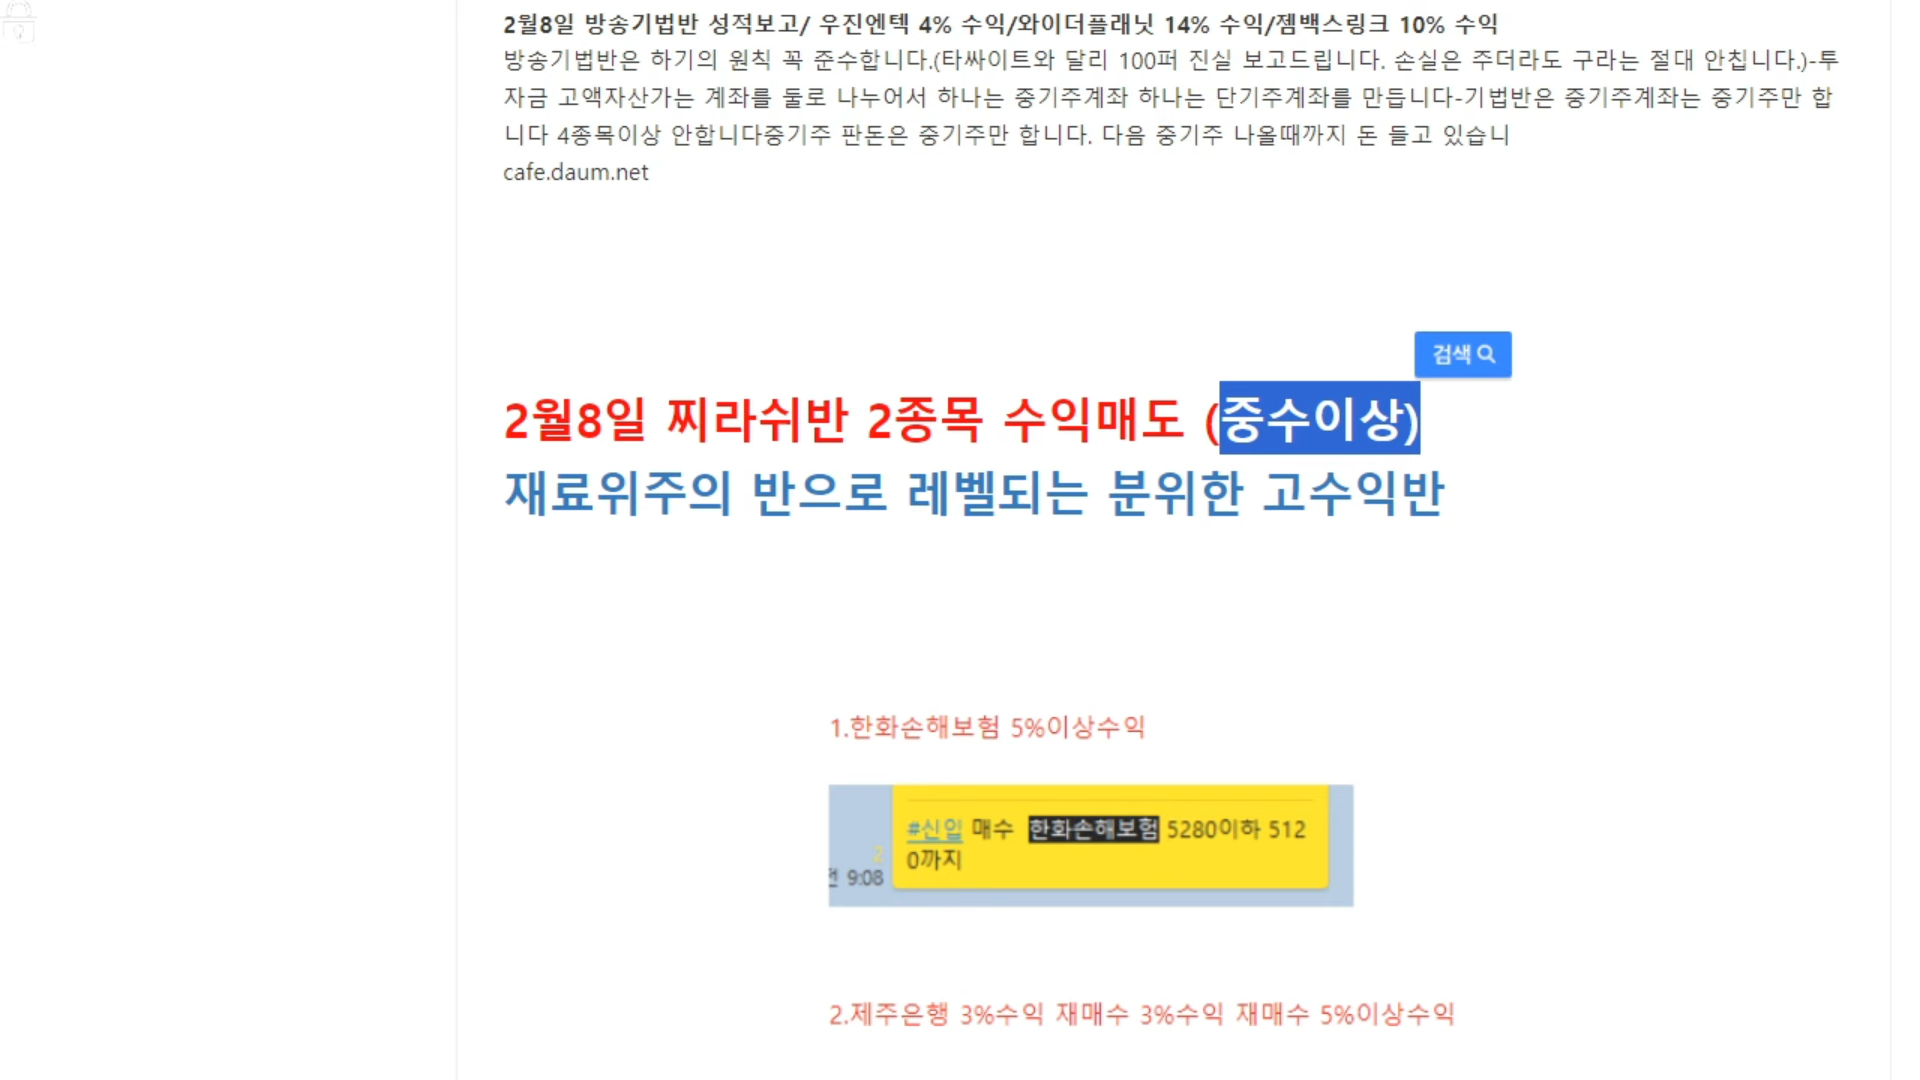 2월8일 방송기법반 성적보고/ 우진엔텍 4% 수익/와이더플래닛 14% 수익/젬백스링크 10% 수익
방송기법반은 하기의 원칙 꼭 준수합니다.(타싸이트와 달리 100퍼 진실 보고드립니다. 손실은 주더라도 구라는 절대 안칩니다.)-투
자금 고액자산가는 계좌를 둘로 나누어서 하나는 중기주계좌 하나는 단기주계좌를 만듭니다-기법반은 중기주계좌는 중기주만 합
니다 4종목이상 안합니다중기주 판돈은 중기주만 합니다. 다음 중기주 나올때까지 돈 들고 있습니
cafe.daum.net
검색
2월8일 찌라쉬반 2종목 수익매도 (중수이상)
재료위주의 반으로 레벨되는 분위한 고수익반
1.한화손해보험 5%이상수익
#신입 매수 한화손해보험 5280이하 512
0까지
2
전 9:08
2.제주은행 3%수익 재매수 3%수익 재매수 5%이상수익